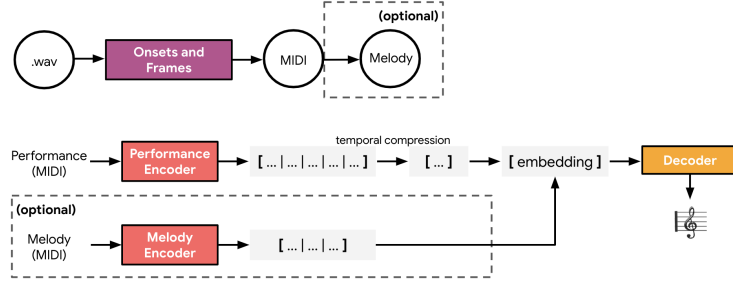 (optional)
.wav
Onsets and
Frames
MIDI
Melody
temporal compression
Performance
(MIDI)
Performance
Encoder
[ ... | ... | ... | ... | ... ]
[ ... ]
[ embedding ]
Decoder
(optional)
Melody
(MIDI)
Melody
Encoder
[ ... | ... | ... ]